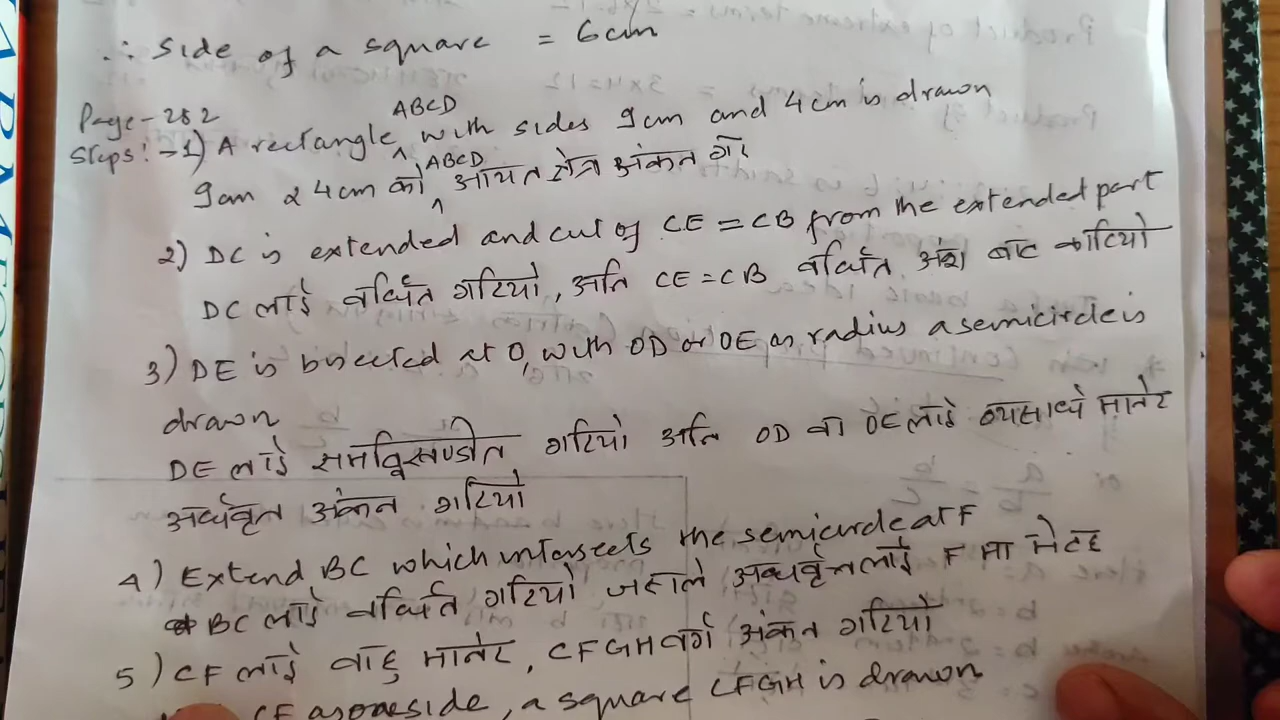 ∴ side of a square = 6cm
Page-282
Steps:→ 1) A rectangle ABCD with sides 9cm and 4cm is drawn
9cm र 4cm को ABCD आयत क्षेत्र अंकन गरे
2) DC is extended and cut of CE = CB from the extended part
DC लाई वर्धित गरियो, अनि CE = CB वर्धित अंश बाट काटियो
3) DE is bisected at O, with OD or OE as radius a semicircle is
drawn
DE लाई समद्विखण्डीत गरियो अनि OD वा OE लाई व्यसार्ध मानेर
अर्धवृत अंकन गरियो
4) Extend BC which intersects the semicircle at F
BC लाई वर्धित गरियो जहाले अर्धवृतलाई F मा भेटछ
5) CF लाई बाहु मानेर, CFGH वर्ग अंकन गरियो
CF as one side, a square CFGH is drawn